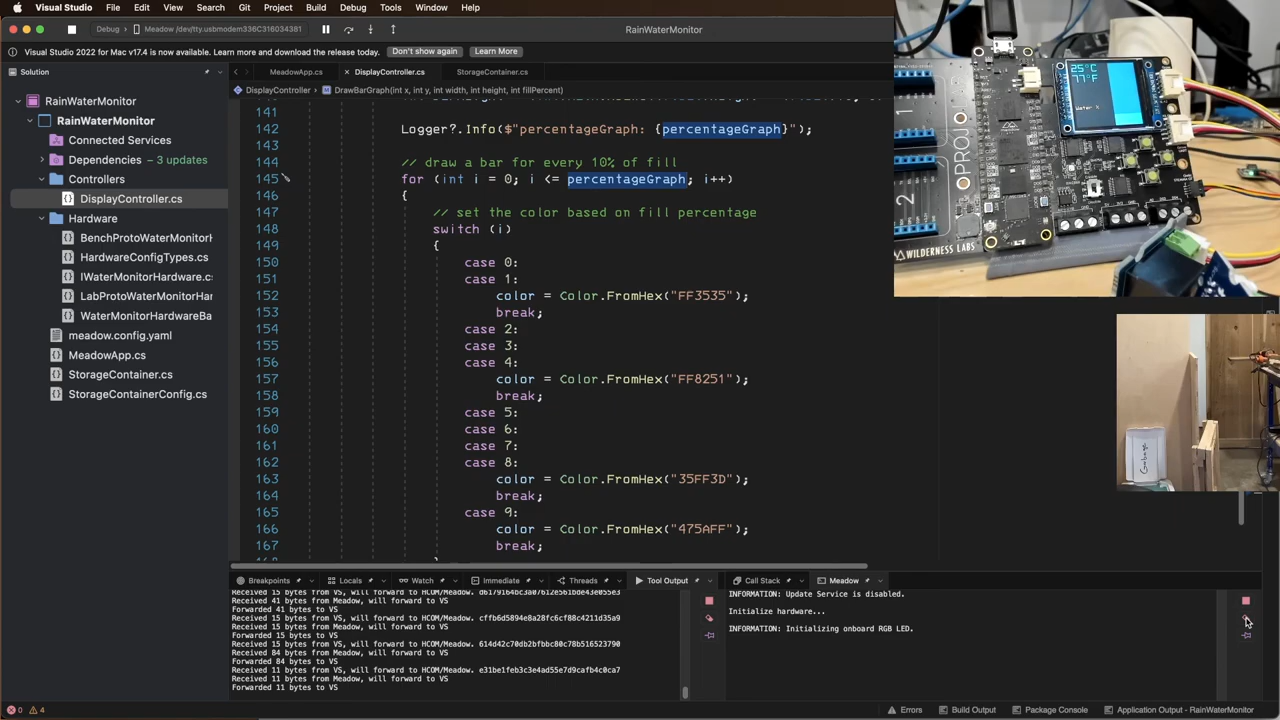 Visual Studio File Edit View Search Git Project Build Debug Tools Window Help
Debug › Meadow /dev/tty.usbmodem336C316034381
RainWaterMonitor
Visual Studio 2022 for Mac v17.4 is now available. Learn more and download the release today. Don't show again Learn More
Solution
MeadowApp.cs DisplayController.cs StorageContainer.cs
DisplayController › DrawBarGraph(int x, int y, int width, int height, int fillPercent)
RainWaterMonitor
RainWaterMonitor
Connected Services
Dependencies – 3 updates
Controllers
DisplayController.cs
Hardware
BenchProtoWaterMonitorH
HardwareConfigTypes.cs
IWaterMonitorHardware.cs
LabProtoWaterMonitorHar
WaterMonitorHardwareBa
meadow.config.yaml
MeadowApp.cs
StorageContainer.cs
StorageContainerConfig.cs
141
142 Logger?.Info($"percentageGraph: {percentageGraph}");
143
144 // draw a bar for every 10% of fill
145 for (int i = 0; i <= percentageGraph; i++)
146 {
147 // set the color based on fill percentage
148 switch (i)
149 {
150 case 0:
151 case 1:
152 color = Color.FromHex("FF3535");
153 break;
154 case 2:
155 case 3:
156 case 4:
157 color = Color.FromHex("FF8251");
158 break;
159 case 5:
160 case 6:
161 case 7:
162 case 8:
163 color = Color.FromHex("35FF3D");
164 break;
165 case 9:
166 color = Color.FromHex("475AFF");
167 break;
25°C
77°F
Water
PROJ
1
2
WILDERNESS LABS
Garbage
Breakpoints Locals Watch Immediate Threads Tool Output
Received 15 bytes from VS, will forward to HCOM/Meadow. d6179164bc3a07612e561bde43e055e3
Received 41 bytes from Meadow, will forward to VS
Forwarded 41 bytes to VS
Received 15 bytes from VS, will forward to HCOM/Meadow. cffb6d5894e8a28fc6cf88c4211d35a9
Received 15 bytes from Meadow, will forward to VS
Forwarded 15 bytes to VS
Received 15 bytes from VS, will forward to HCOM/Meadow. 614d42c70db2bfbbc80c78b516523790
Received 84 bytes from Meadow, will forward to VS
Forwarded 84 bytes to VS
Received 11 bytes from VS, will forward to HCOM/Meadow. e31be1feb3c3e4ad55e7d9cafb4c0ca7
Received 11 bytes from Meadow, will forward to VS
Forwarded 11 bytes to VS
Call Stack Meadow
INFORMATION: Update Service is disabled.
Initialize hardware...
INFORMATION: Initializing onboard RGB LED.
0 4
Errors Build Output Package Console Application Output - RainWaterMonitor